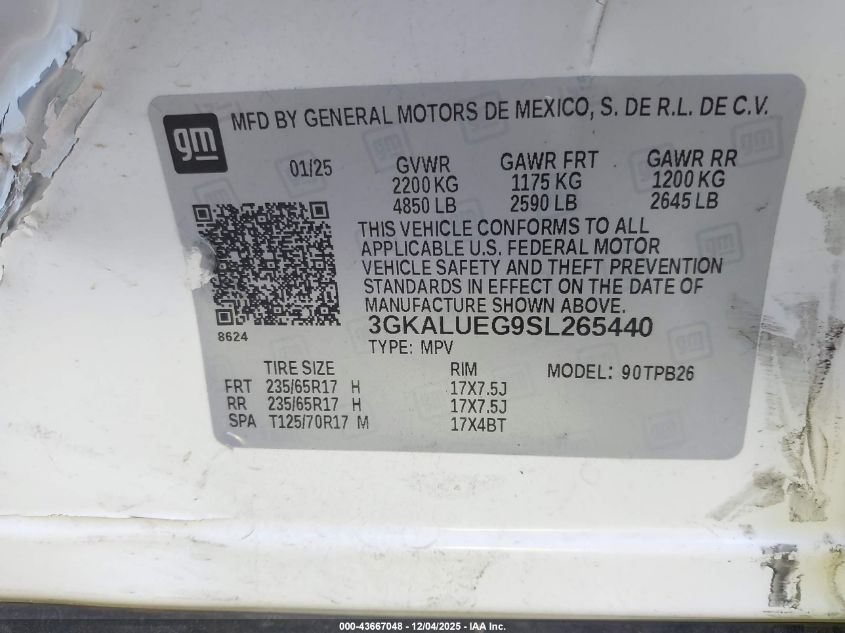 gm
MFD BY GENERAL MOTORS DE MEXICO, S. DE R.L. DE C.V.
01/25 GVWR GAWR FRT GAWR RR
2200 KG 1175 KG 1200 KG
4850 LB 2590 LB 2645 LB
THIS VEHICLE CONFORMS TO ALL
APPLICABLE U.S. FEDERAL MOTOR
VEHICLE SAFETY AND THEFT PREVENTION
STANDARDS IN EFFECT ON THE DATE OF
MANUFACTURE SHOWN ABOVE.
8624
3GKALUEG9SL265440
TYPE: MPV
TIRE SIZE RIM MODEL: 90TPB26
FRT 235/65R17 H 17X7.5J
RR 235/65R17 H 17X7.5J
SPA T125/70R17 M 17X4BT
000-43667048 - 12/04/2025 - IAA Inc.